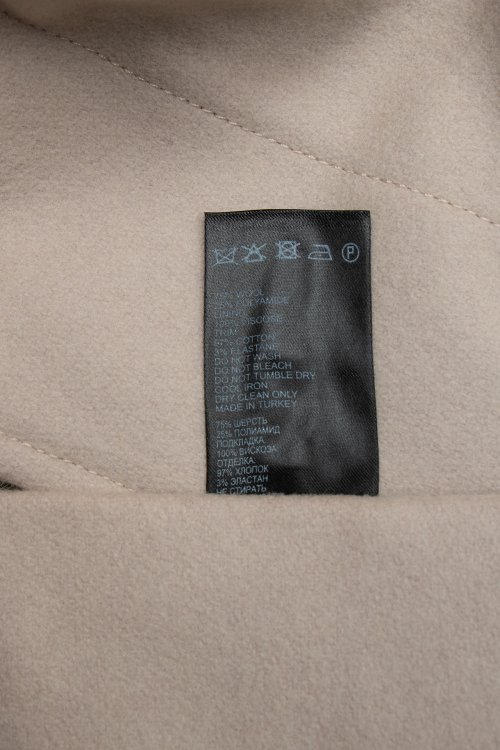 P
75% WOOL
25% POLYAMIDE
LINING
100% VISCOSE
TRIM
97% COTTON
3% ELASTANE
DO NOT WASH
DO NOT BLEACH
DO NOT TUMBLE DRY
COOL IRON
DRY CLEAN ONLY
MADE IN TURKEY
75% ШЕРСТЬ
25% ПОЛИАМИД
ПОДКЛАДКА.
100% ВИСКОЗА
ОТДЕЛКА.
97% ХЛОПОК
3% ЭЛАСТАН
НЕ СТИРАТЬ